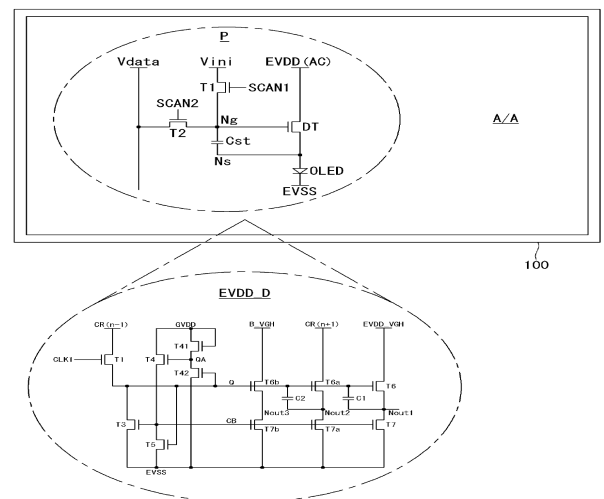 P
Vdata Vini EVDD(AC)
T1 SCAN1
SCAN2
T2 Ng DT
Cst
Ns
OLED
EVSS
A/A
100
EVDD_D
CR(n-1) GVDD B_VGH CR(n+1) EVDD_VGH
T41
CLK1 T1 T4 QA
T42
Q T6b T6a T6
C2 C1
Nout3 Nout2 Nout1
T3 CB T7b T7a T7
T5
EVSS